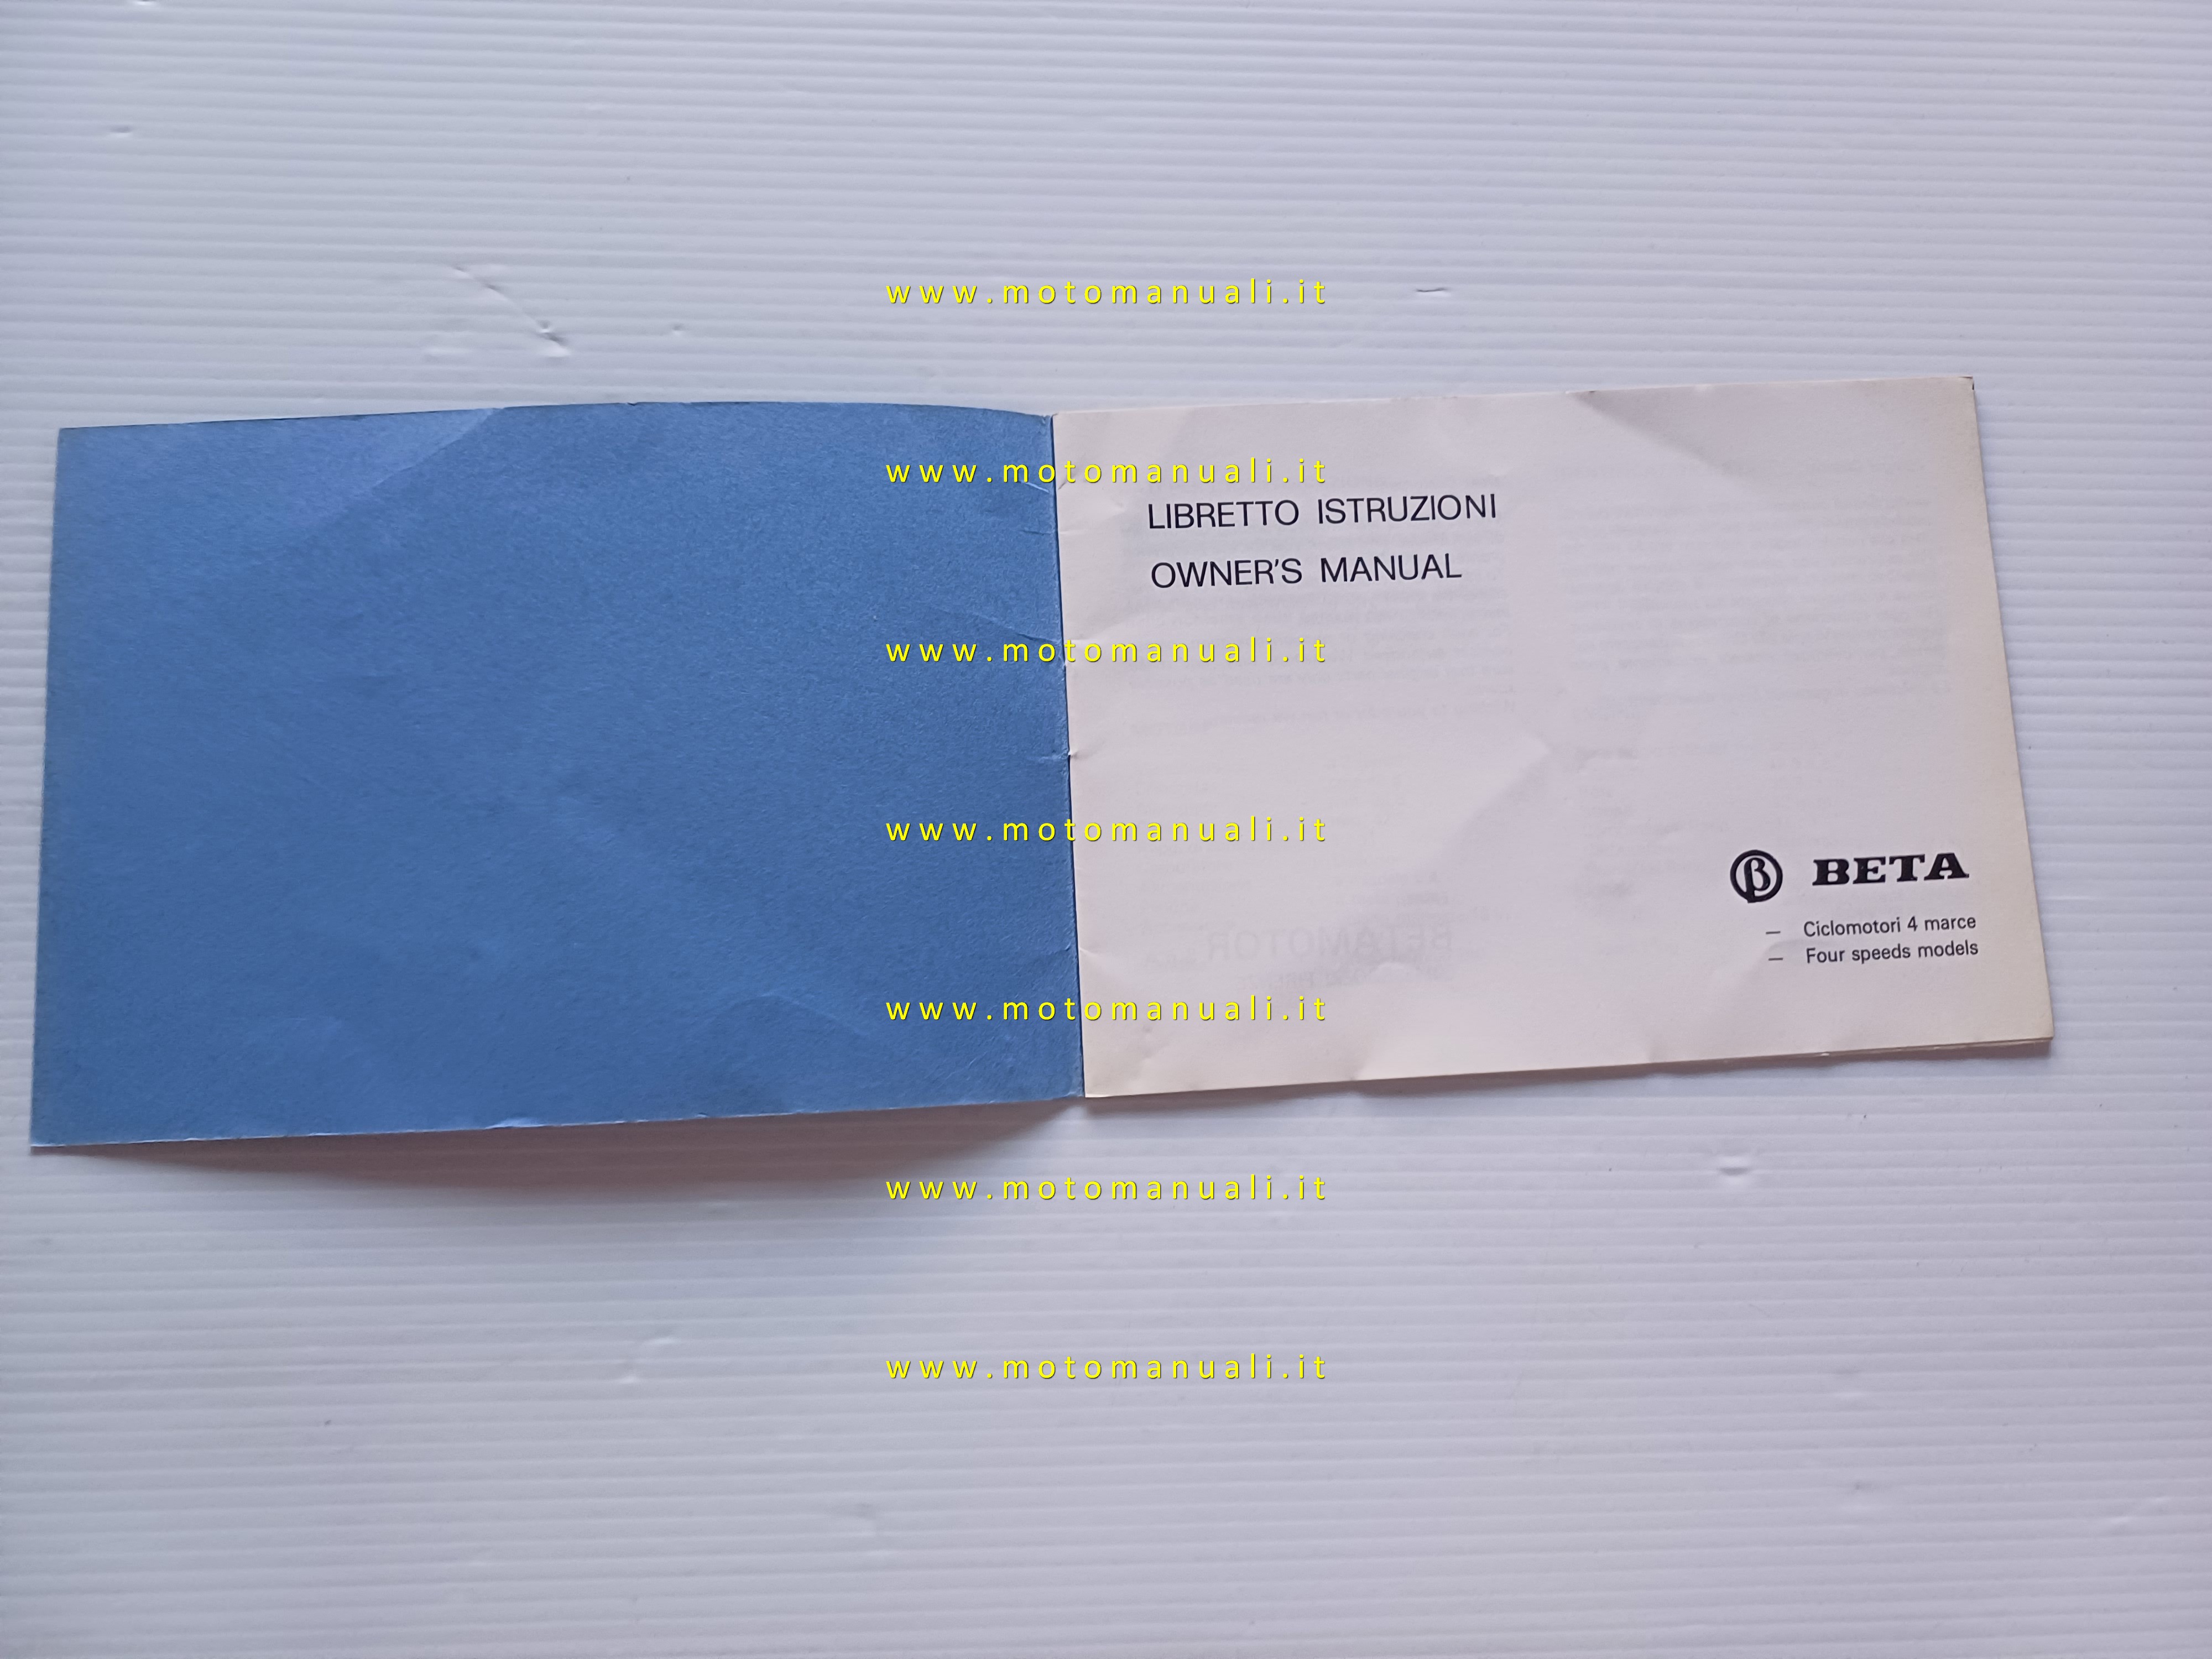 www.motomanuali.it
www.motomanuali.it
LIBRETTO ISTRUZIONI
OWNER'S MANUAL
www.motomanuali.it
www.motomanuali.it
β BETA
— Ciclomotori 4 marce
— Four speeds models
BETAMOTOR
www.motomanuali.it
www.motomanuali.it
www.motomanuali.it